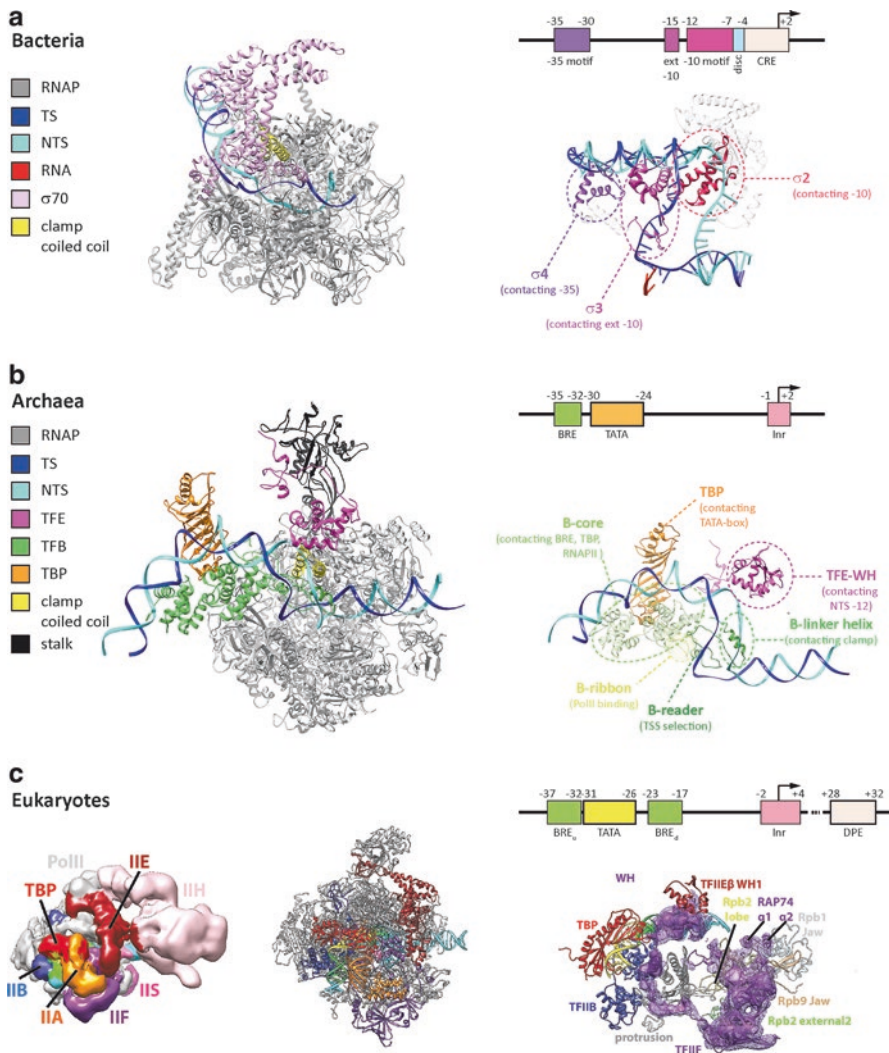 a
Bacteria
RNAP
TS
NTS
RNA
σ70
clamp
coiled coil
-35 -30 -15 -12 -7 -4 +2
-35 motif
ext
-10
-10 motif
disc
CRE
σ2
(contacting -10)
σ4
(contacting -35)
σ3
(contacting ext -10)
b
Archaea
RNAP
TS
NTS
TFE
TFB
TBP
clamp
coiled coil
stalk
-35 -32 -30 -24 -1 +2
BRE TATA Inr
TBP
(contacting
TATA-box)
B-core
(contacting BRE, TBP,
RNAPII)
TFE-WH
(contacting
NTS -12)
B-linker helix
(contacting clamp)
B-ribbon
(PolII binding)
B-reader
(TSS selection)
c
Eukaryotes
PolII
IIE
IIH
TBP
IIB
IIA
IIF
IIS
-37 -32 -31 -26 -23 -17 -2 +4 +28 +32
BREu TATA BREd Inr DPE
WH
TFIIEβ WH1
Rpb2
lobe
RAP74
α1 α2
Rpb1
Jaw
TBP
TFIIB
Rpb9 Jaw
Rpb2 external2
protrusion
TFIIF